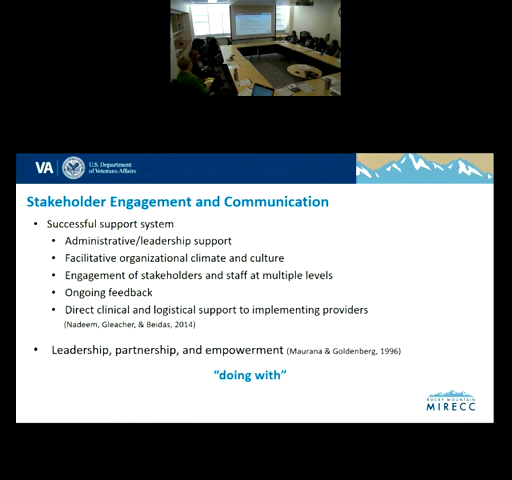 VA
U.S. Department
of Veterans Affairs
Stakeholder Engagement and Communication
• Successful support system
• Administrative/leadership support
• Facilitative organizational climate and culture
• Engagement of stakeholders and staff at multiple levels
• Ongoing feedback
• Direct clinical and logistical support to implementing providers
(Nadeem, Gleacher, & Beidas, 2014)
• Leadership, partnership, and empowerment (Maurana & Goldenberg, 1996)
“doing with”
ROCKY MOUNTAIN
MIRECC